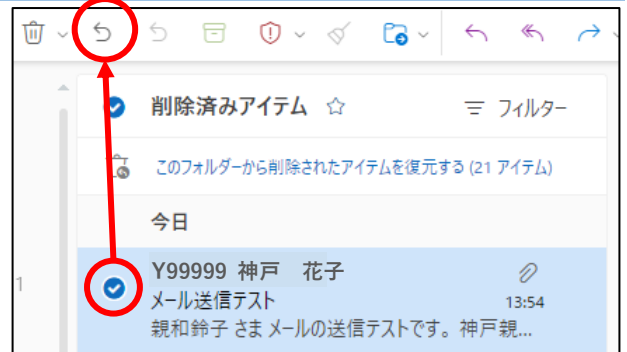 削除済みアイテム
フィルター
このフォルダーから削除されたアイテムを復元する (21 アイテム)
今日
1
Y99999 神戸　花子
メール送信テスト
13:54
親和鈴子 さま メールの送信テストです。 神戸親...